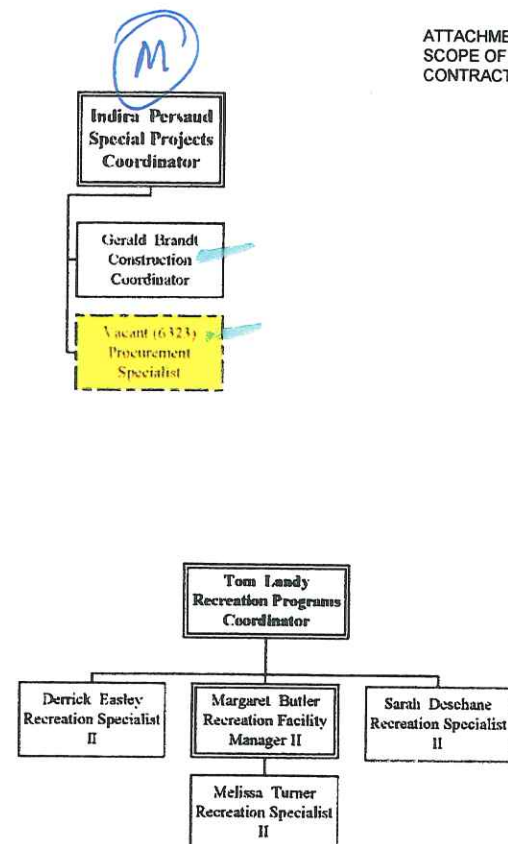 M
ATTACHME
SCOPE OF
CONTRACT
Indira Persaud
Special Projects
Coordinator
Gerald Brandt
Construction
Coordinator
Vacant (6323)
Procurement
Specialist
Tom Landy
Recreation Programs
Coordinator
Derrick Easley
Recreation Specialist
II
Margaret Butler
Recreation Facility
Manager II
Sarah Deschane
Recreation Specialist
II
Melissa Turner
Recreation Specialist
II